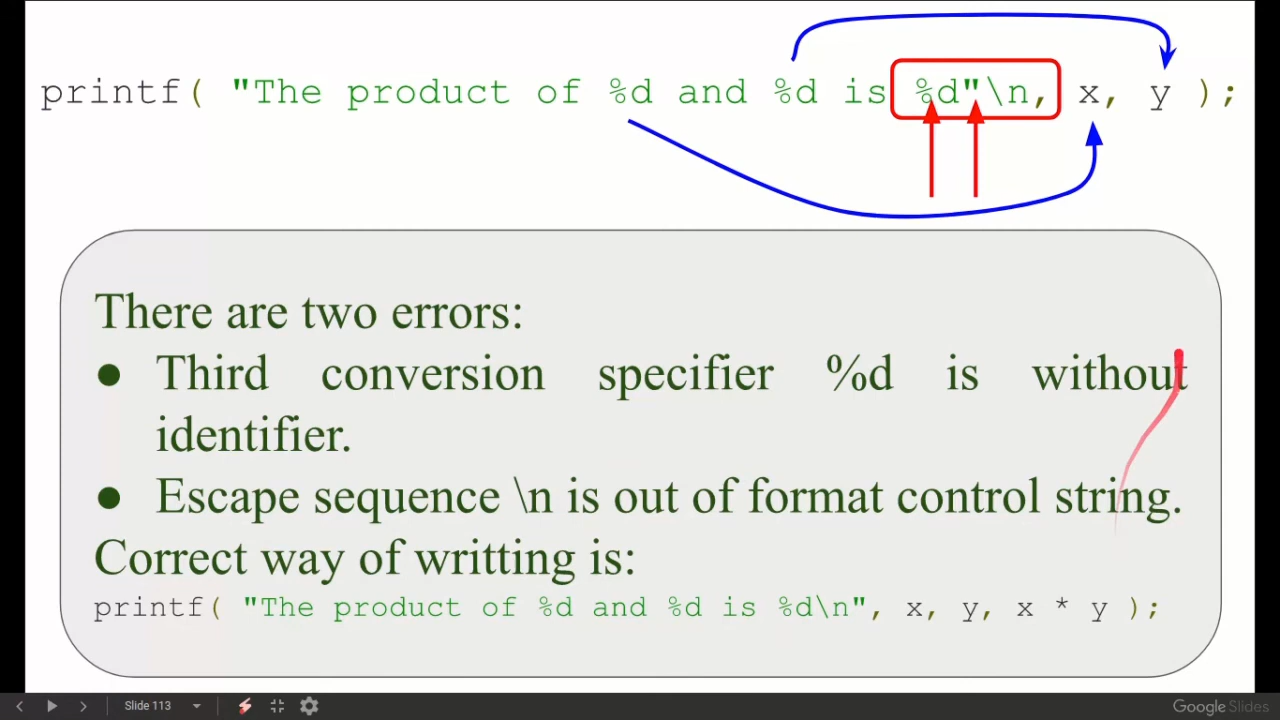 printf( "The product of %d and %d is %d"\n, x, y );
There are two errors:
● Third conversion specifier %d is without
identifier.
● Escape sequence \n is out of format control string.
Correct way of writting is:
printf( "The product of %d and %d is %d\n", x, y, x * y );
Slide 113
Google Slides